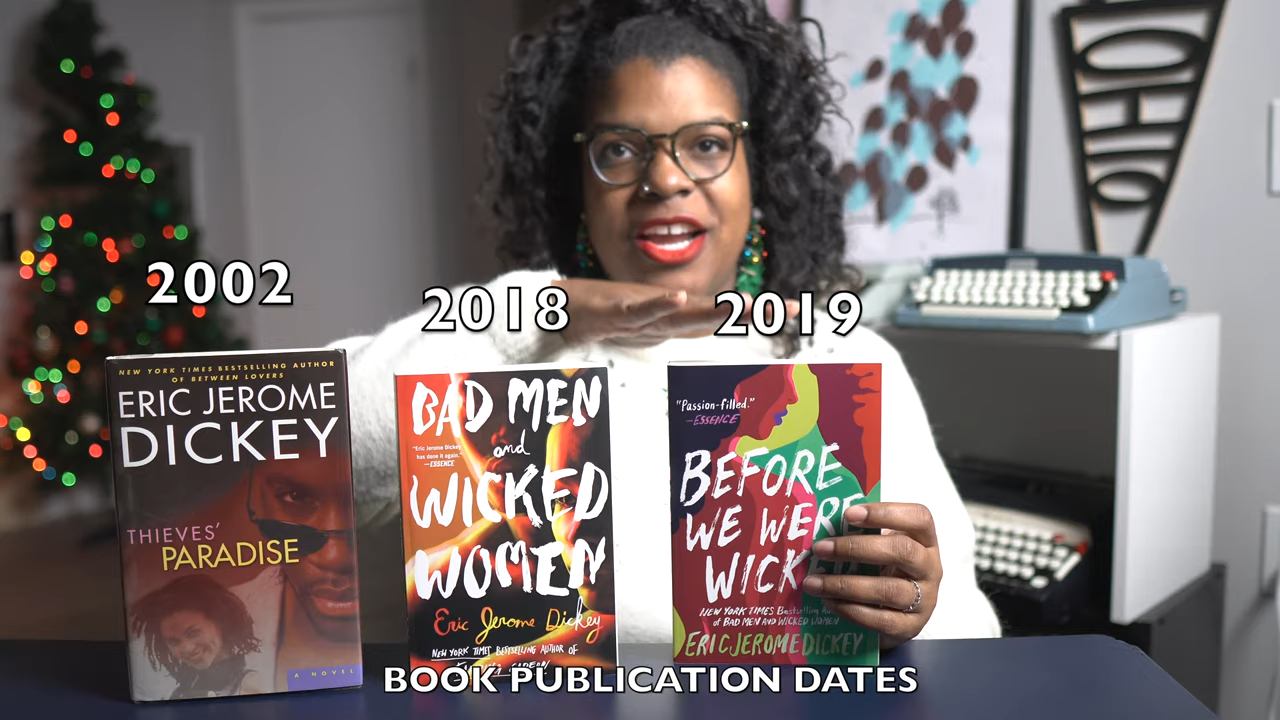 OHIO
2002
2018
2019
NEW YORK TIMES BESTSELLING AUTHOR
OF BETWEEN LOVERS
ERIC JEROME
DICKEY
THIEVES'
PARADISE
A NOVEL
BAD MEN
and
"Eric Jerome Dickey
has done it again."
—ESSENCE
WICKED
WOMEN
Eric Jerome Dickey
NEW YORK TIMES BESTSELLING AUTHOR OF
"Passion-filled."
—ESSENCE
BEFORE
WE WERE
WICK
NEW YORK TIMES Bestselling
of BAD MEN AND WICKED WOMEN
ERIC JEROME DICKEY
BOOK PUBLICATION DATES